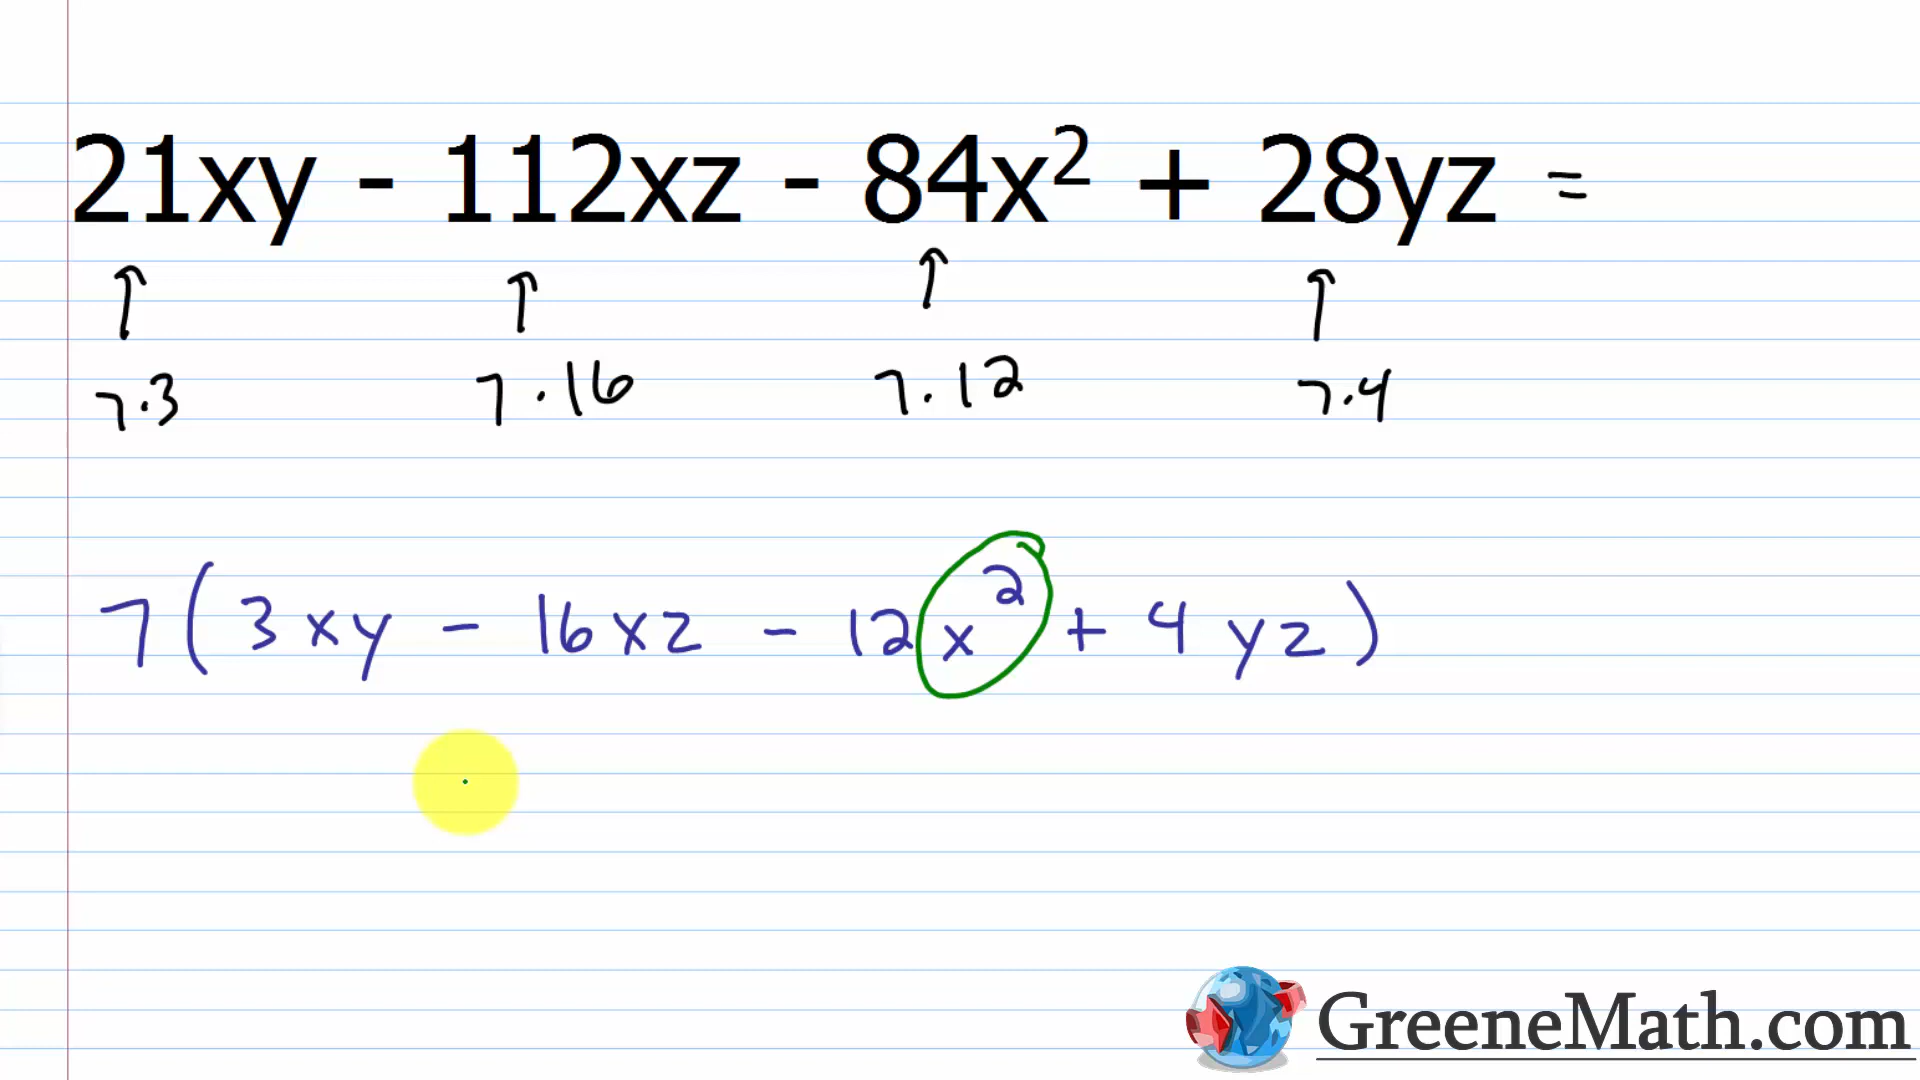 21xy - 112xz - 84x² + 28yz =
7·3 7·16 7·12 7·4
7(3xy - 16xz - 12x² + 4yz)
GreeneMath.com